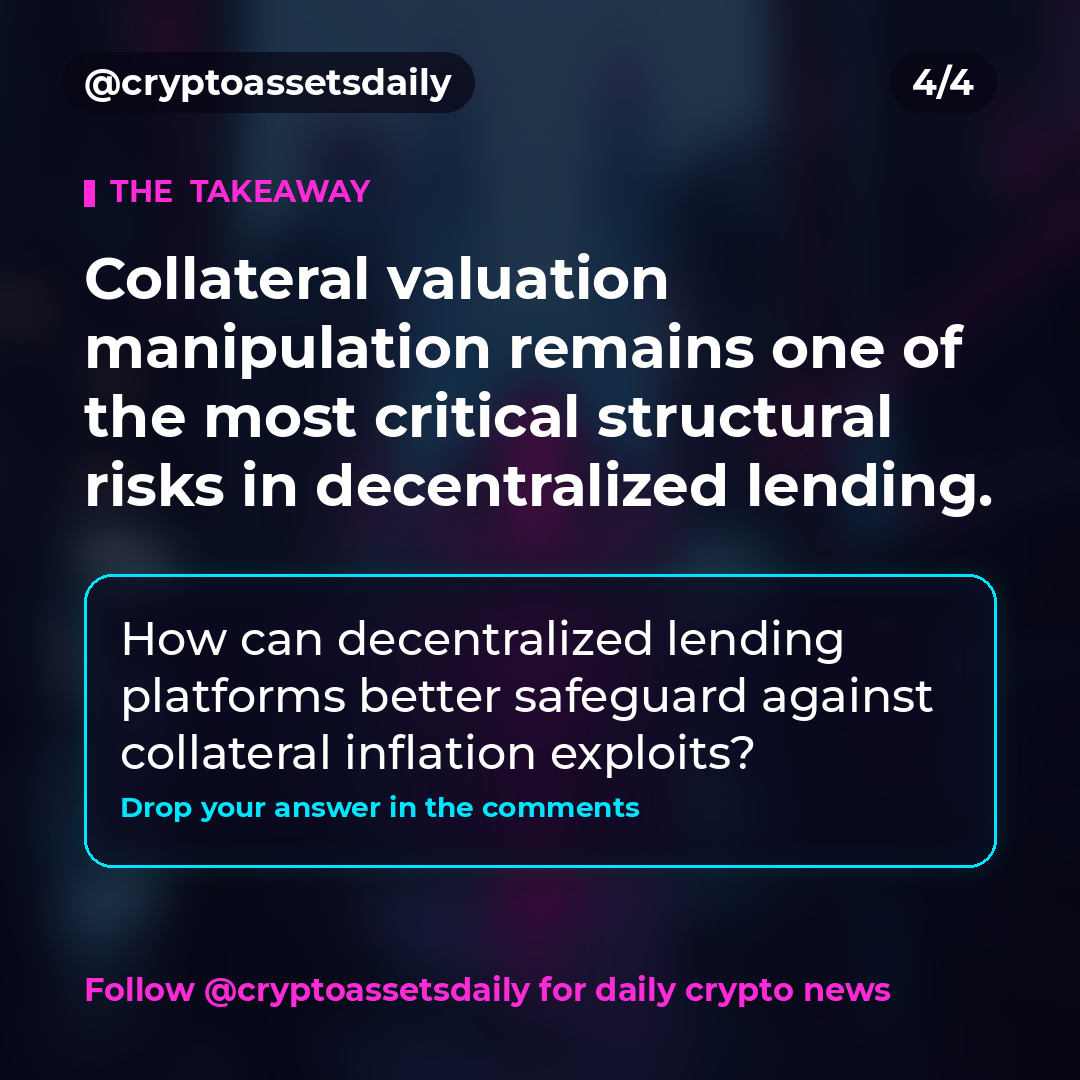 @cryptoassetsdaily
4/4
THE TAKEAWAY
Collateral valuation
manipulation remains one of
the most critical structural
risks in decentralized lending.
How can decentralized lending
platforms better safeguard against
collateral inflation exploits?
Drop your answer in the comments
Follow @cryptoassetsdaily for daily crypto news